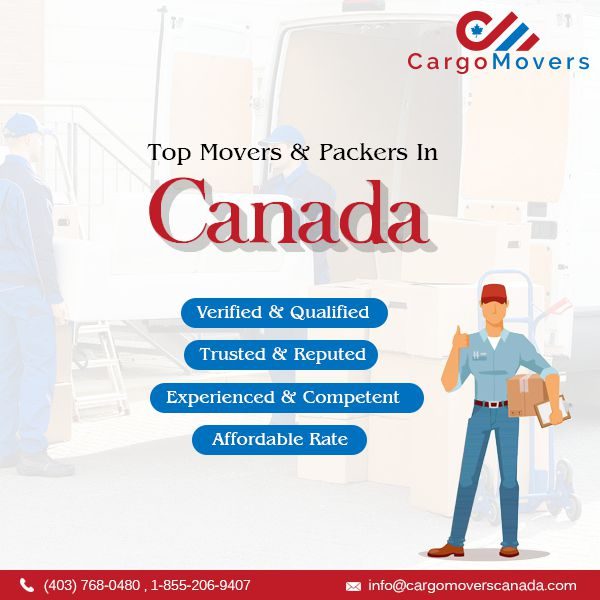 CargoMovers
Top Movers & Packers In
Canada
Verified & Qualified
Trusted & Reputed
Experienced & Competent
Affordable Rate
(403) 768-0480 , 1-855-206-9407
info@cargomoverscanada.com